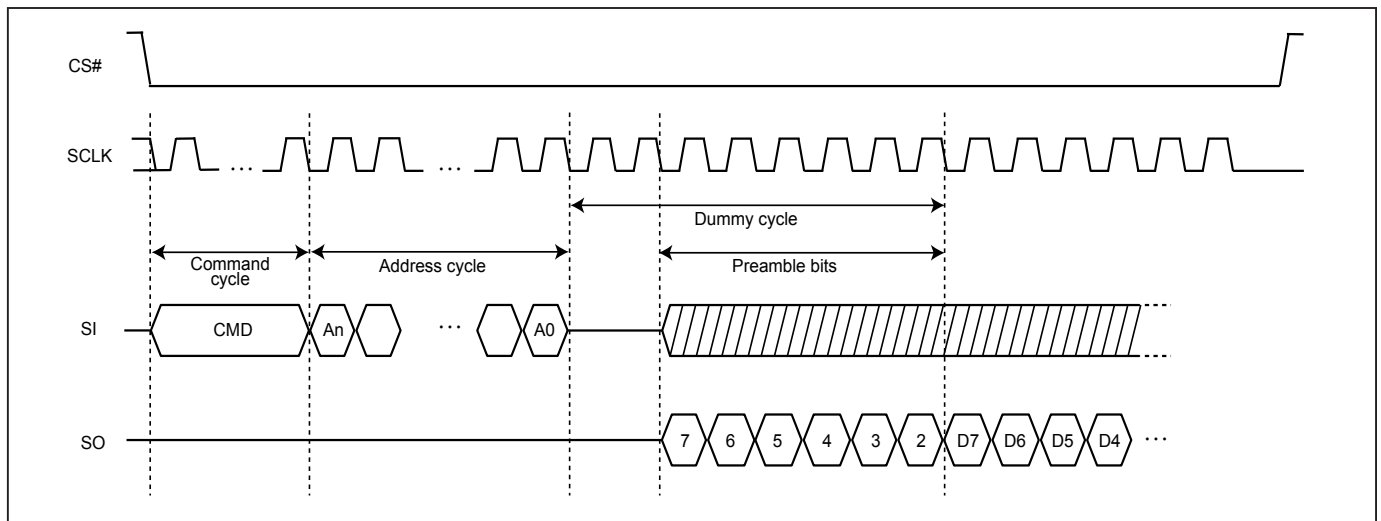 CS#
SCLK
... ...
Dummy cycle
Command
cycle
Address cycle
Preamble bits
SI
CMD An ... A0
SO
7 6 5 4 3 2 D7 D6 D5 D4 ...